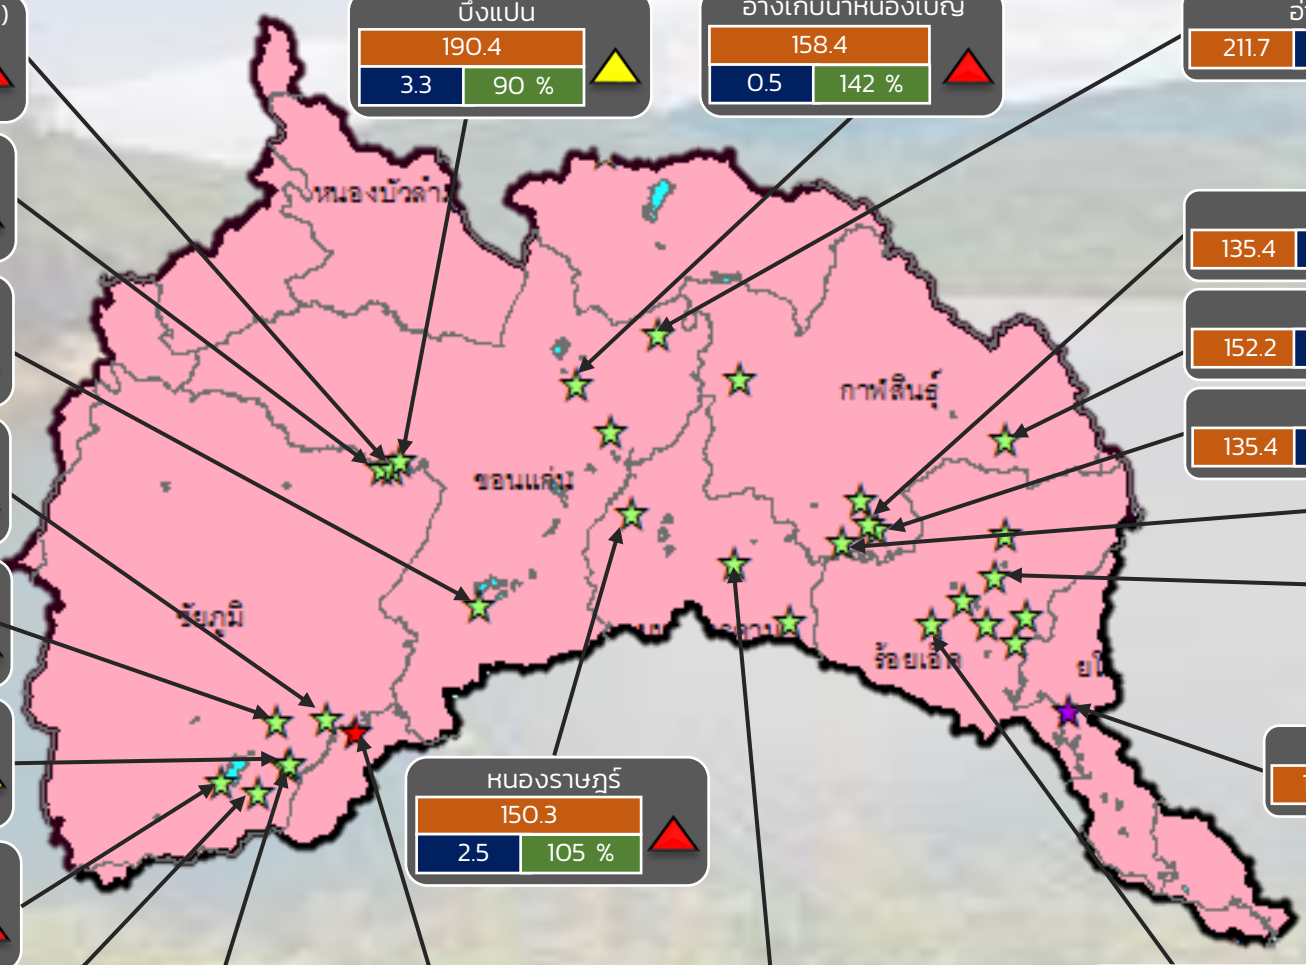 )
บึงแปน
190.4
3.3 90 %
อ่างเก็บน้ำหนองเบ็ญ
158.4
0.5 142 %
อ่
211.7
หนองบัวลำภ
135.4
152.2
135.4
กาฬสินธุ์
ขอนแก่น
ชัยภูมิ
ร้อยเอ็ด
ยโ
หนองราษฎร์
150.3
2.5 105 %
1